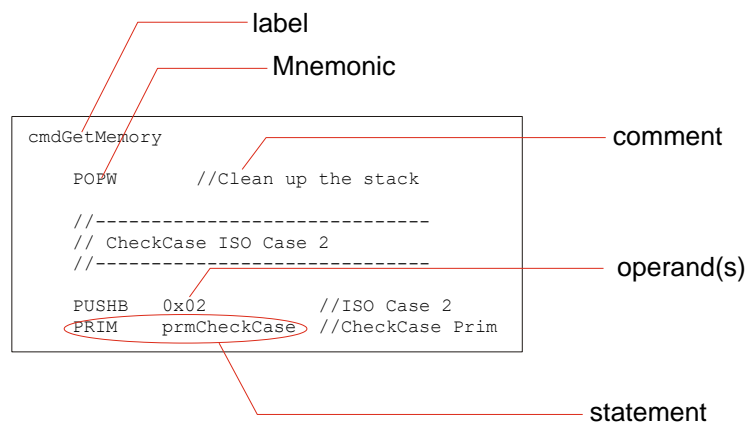 label
Mnemonic
cmdGetMemory
comment
POPW //Clean up the stack
//------------------------------
// CheckCase ISO Case 2
//------------------------------
operand(s)
PUSHB 0x02 //ISO Case 2
PRIM prmCheckCase //CheckCase Prim
statement